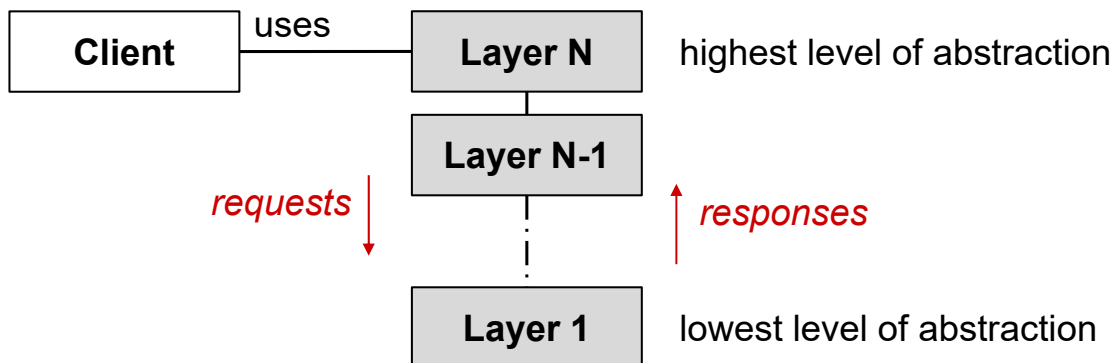 uses
Client
Layer N
highest level of abstraction
Layer N-1
requests
responses
Layer 1
lowest level of abstraction